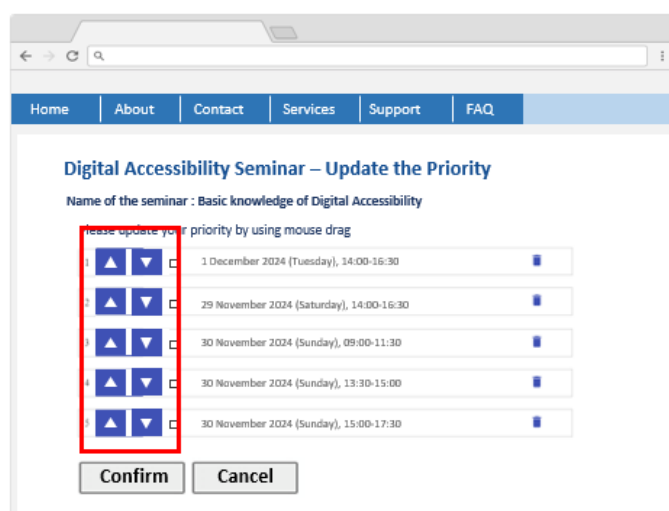 Home About Contact Services Support FAQ
Digital Accessibility Seminar – Update the Priority
Name of the seminar : Basic knowledge of Digital Accessibility
Please update your priority by using mouse drag
1 1 December 2024 (Tuesday), 14:00-16:30
2 29 November 2024 (Saturday), 14:00-16:30
3 30 November 2024 (Sunday), 09:00-11:30
4 30 November 2024 (Sunday), 13:30-15:00
5 30 November 2024 (Sunday), 15:00-17:30
Confirm Cancel